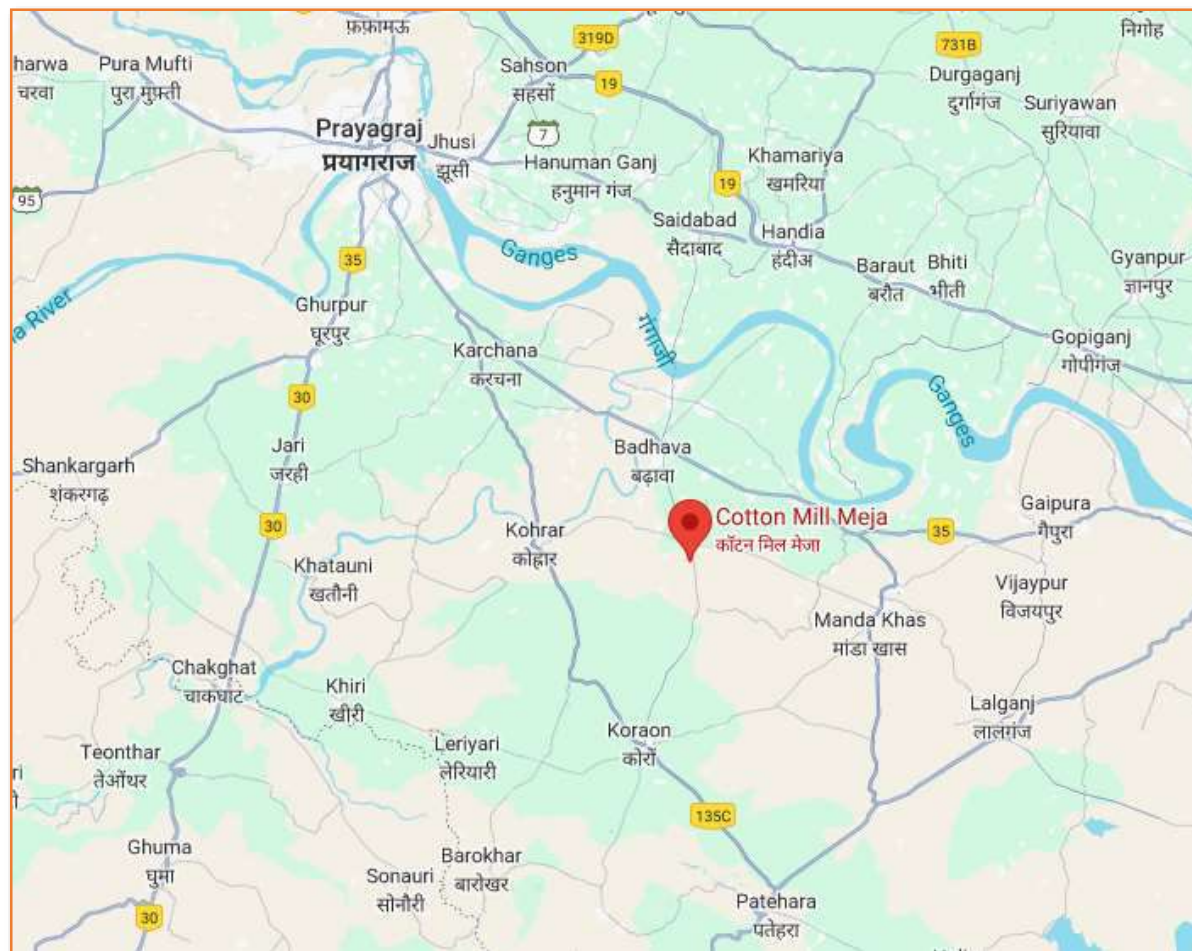 फ़फ़ामऊ
319D
731B
निगोह
harwa
चरवा
Pura Mufti
पुरा मुफ़्ती
Sahson
सहसों
19
Durgaganj
दुर्गागंज
Suriyawan
सुरियावा
Prayagraj
प्रयागराज
Jhusi
झूसी
7
Hanuman Ganj
हनुमान गंज
Khamariya
खमरिया
19
95
Saidabad
सैदाबाद
Handia
हंदीअ
Ganges
35
Baraut
बरौत
Bhiti
भीती
Gyanpur
ज्ञानपुर
a River
Ghurpur
घूरपुर
गंगाजी
Karchana
करचना
Gopiganj
गोपीगंज
30
Ganges
Jari
जरही
Badhava
बढ़ावा
Shankargarh
शंकरगढ़
Cotton Mill Meja
कॉटन मिल मेजा
Gaipura
गैपुरा
30
Kohrar
कोह्रार
35
Khatauni
खतौनी
Vijaypur
विजयपुर
Manda Khas
मांडा खास
Chakghat
चाकघाट
Khiri
खीरी
Lalganj
लालगंज
Koraon
कोरों
Leriyari
लेरियारी
Teonthar
तेओंथर
ri
135C
Ghuma
घुमा
Barokhar
बारोखर
Sonauri
सोनौरी
Patehara
पतेहरा
30